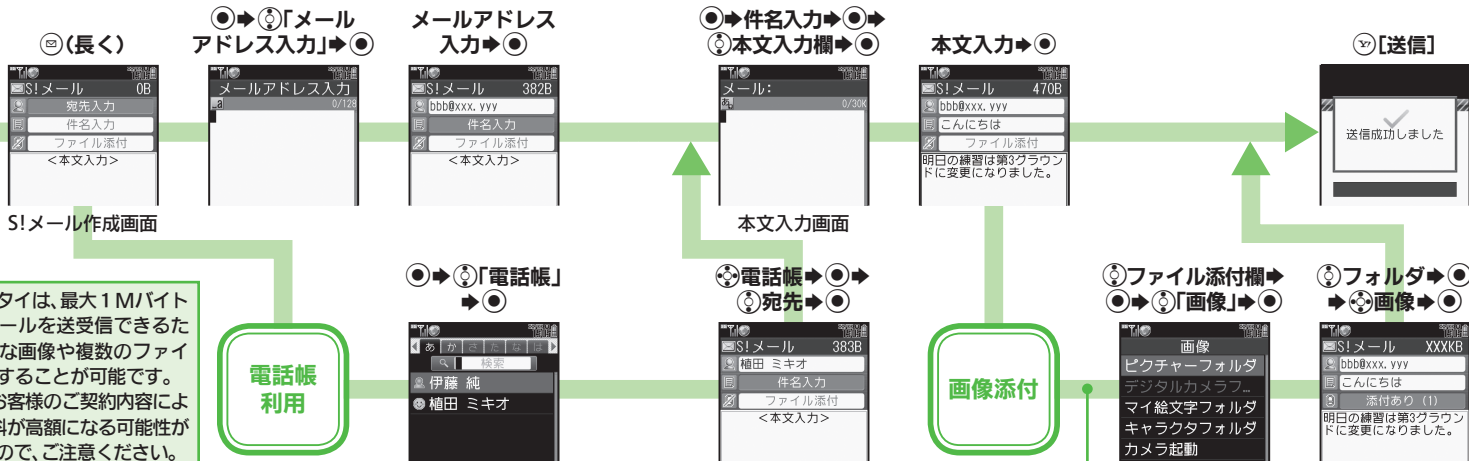 (長く)
●➡「メール
アドレス入力」➡●
メールアドレス
入力➡●
●➡件名入力➡●➡
本文入力欄➡●
本文入力➡●
[送信]
S!メール 0B
宛先入力
件名入力
ファイル添付
<本文入力>
メールアドレス入力
0/128
S!メール 382B
bbb@xxx.yyy
件名入力
ファイル添付
<本文入力>
メール:
0/30K
S!メール 470B
bbb@xxx.yyy
こんにちは
ファイル添付
明日の練習は第3グラウン
ドに変更になりました。
送信成功しました
S!メール作成画面
本文入力画面
タイは、最大1Mバイト
ールを送受信できるた
な画像や複数のファイ
することが可能です。
お客様のご契約内容によ
料が高額になる可能性が
ので、ご注意ください。
電話帳
利用
●➡「電話帳」
➡●
あ か さ た な は
検索
伊藤 純
植田 ミキオ
電話帳➡●➡
宛先➡●
S!メール 383B
植田 ミキオ
件名入力
ファイル添付
<本文入力>
画像添付
ファイル添付欄➡
●➡「画像」➡●
画像
ピクチャーフォルダ
デジタルカメラフ…
マイ絵文字フォルダ
キャラクタフォルダ
カメラ起動
フォルダ➡●
➡画像➡●
S!メール XXXKB
bbb@xxx.yyy
こんにちは
添付あり (1)
明日の練習は第3グラウン
ドに変更になりました。